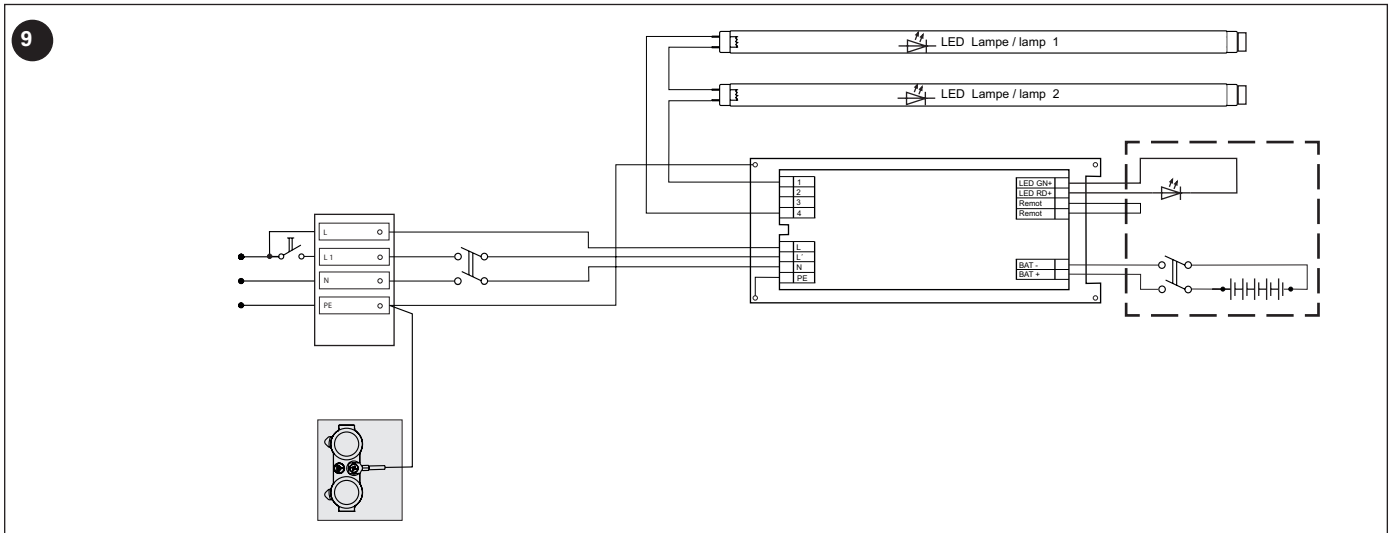 9
LED Lampe / lamp 1
LED Lampe / lamp 2
1
2
3
4
L
L´
N
PE
LED GN+
LED RD+
Remot
Remot
BAT -
BAT +
L
L 1
N
PE